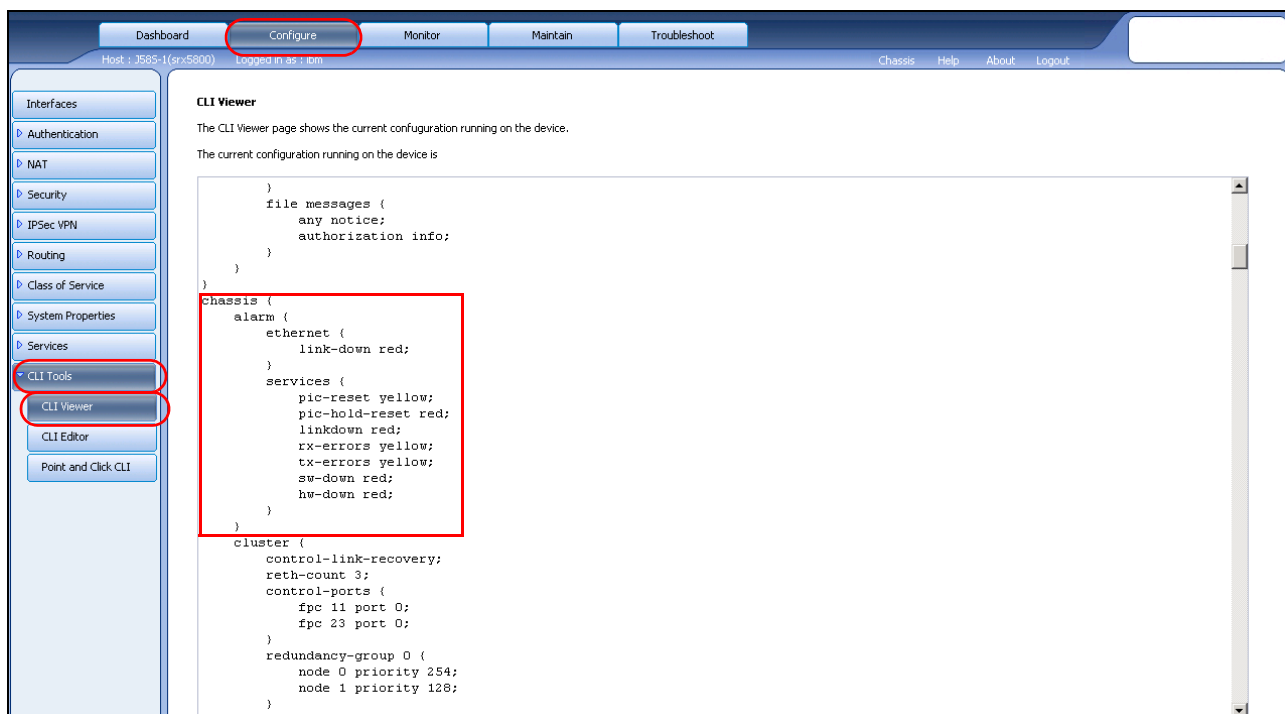 Dashboard Configure Monitor Maintain Troubleshoot
Host : J58S-1(srx5800) Logged in as : ibm Chassis Help About Logout
Interfaces
Authentication
NAT
Security
IPSec VPN
Routing
Class of Service
System Properties
Services
CLI Tools
CLI Viewer
CLI Editor
Point and Click CLI
CLI Viewer
The CLI Viewer page shows the current confuguration running on the device.
The current configuration running on the device is
}
file messages {
any notice;
authorization info;
}
}
}
chassis {
alarm {
ethernet {
link-down red;
}
services {
pic-reset yellow;
pic-hold-reset red;
linkdown red;
rx-errors yellow;
tx-errors yellow;
sw-down red;
hw-down red;
}
}
cluster {
control-link-recovery;
reth-count 3;
control-ports {
fpc 11 port 0;
fpc 23 port 0;
}
redundancy-group 0 {
node 0 priority 254;
node 1 priority 128;
}